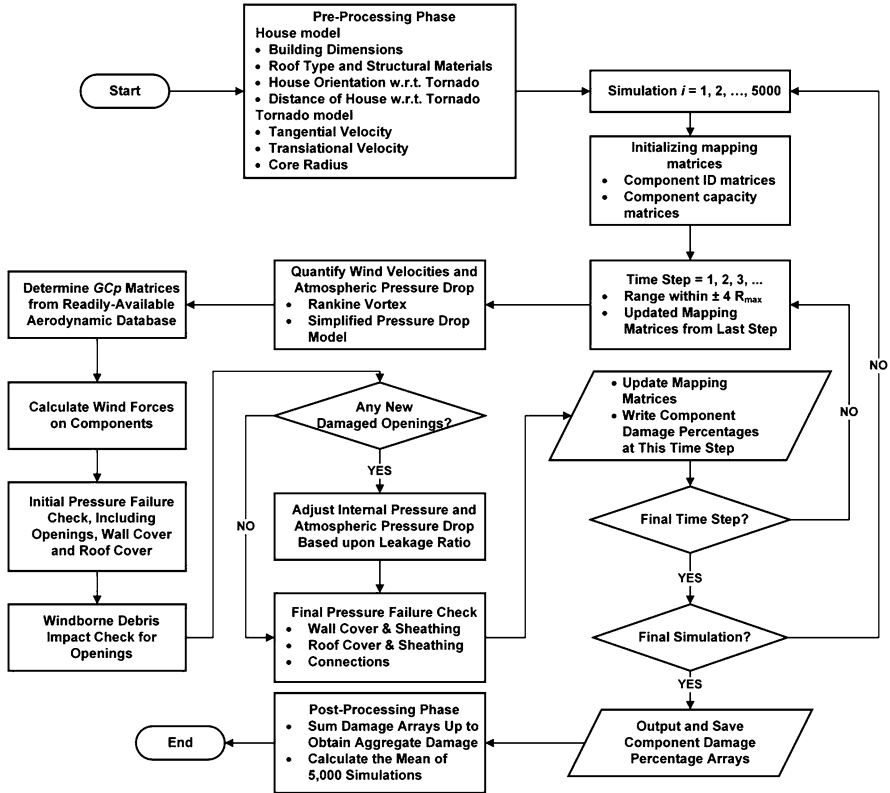 Start
Pre-Processing Phase
House model
• Building Dimensions
• Roof Type and Structural Materials
• House Orientation w.r.t. Tornado
• Distance of House w.r.t. Tornado
Tornado model
• Tangential Velocity
• Translational Velocity
• Core Radius
Simulation i = 1, 2, …, 5000
Initializing mapping
matrices
• Component ID matrices
• Component capacity
matrices
Time Step = 1, 2, 3, ...
• Range within ± 4 Rmax
• Updated Mapping
Matrices from Last Step
Quantify Wind Velocities and
Atmospheric Pressure Drop
• Rankine Vortex
• Simplified Pressure Drop
Model
Determine GCp Matrices
from Readily-Available
Aerodynamic Database
Calculate Wind Forces
on Components
Initial Pressure Failure
Check, Including
Openings, Wall Cover
and Roof Cover
Windborne Debris
Impact Check for
Openings
Any New
Damaged Openings?
YES
NO
Adjust Internal Pressure and
Atmospheric Pressure Drop
Based upon Leakage Ratio
Final Pressure Failure Check
• Wall Cover & Sheathing
• Roof Cover & Sheathing
• Connections
• Update Mapping
Matrices
• Write Component
Damage Percentages
at This Time Step
Final Time Step?
NO
YES
Final Simulation?
NO
YES
Output and Save
Component Damage
Percentage Arrays
Post-Processing Phase
• Sum Damage Arrays Up to
Obtain Aggregate Damage
• Calculate the Mean of
5,000 Simulations
End